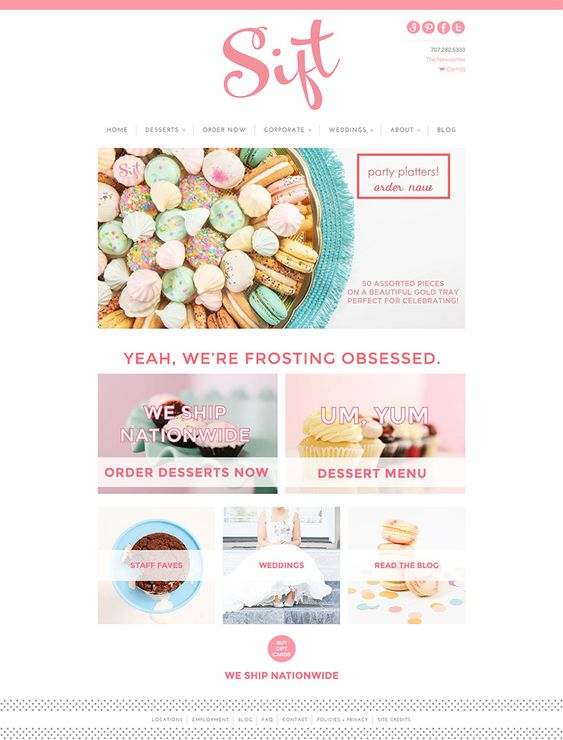 Sift
707.282.5333
The Newsletter
Cart (0)
HOME
DESSERTS
ORDER NOW
CORPORATE
WEDDINGS
ABOUT
BLOG
Sift
party platters!
order now
50 ASSORTED PIECES
ON A BEAUTIFUL GOLD TRAY
PERFECT FOR CELEBRATING!
YEAH, WE'RE FROSTING OBSESSED.
WE SHIP
NATIONWIDE
ORDER DESSERTS NOW
UM, YUM
DESSERT MENU
STAFF FAVES
WEDDINGS
READ THE BLOG
BUY
GIFT
CARDS
WE SHIP NATIONWIDE
LOCATIONS
EMPLOYMENT
BLOG
FAQ
CONTACT
POLICIES + PRIVACY
SITE CREDITS